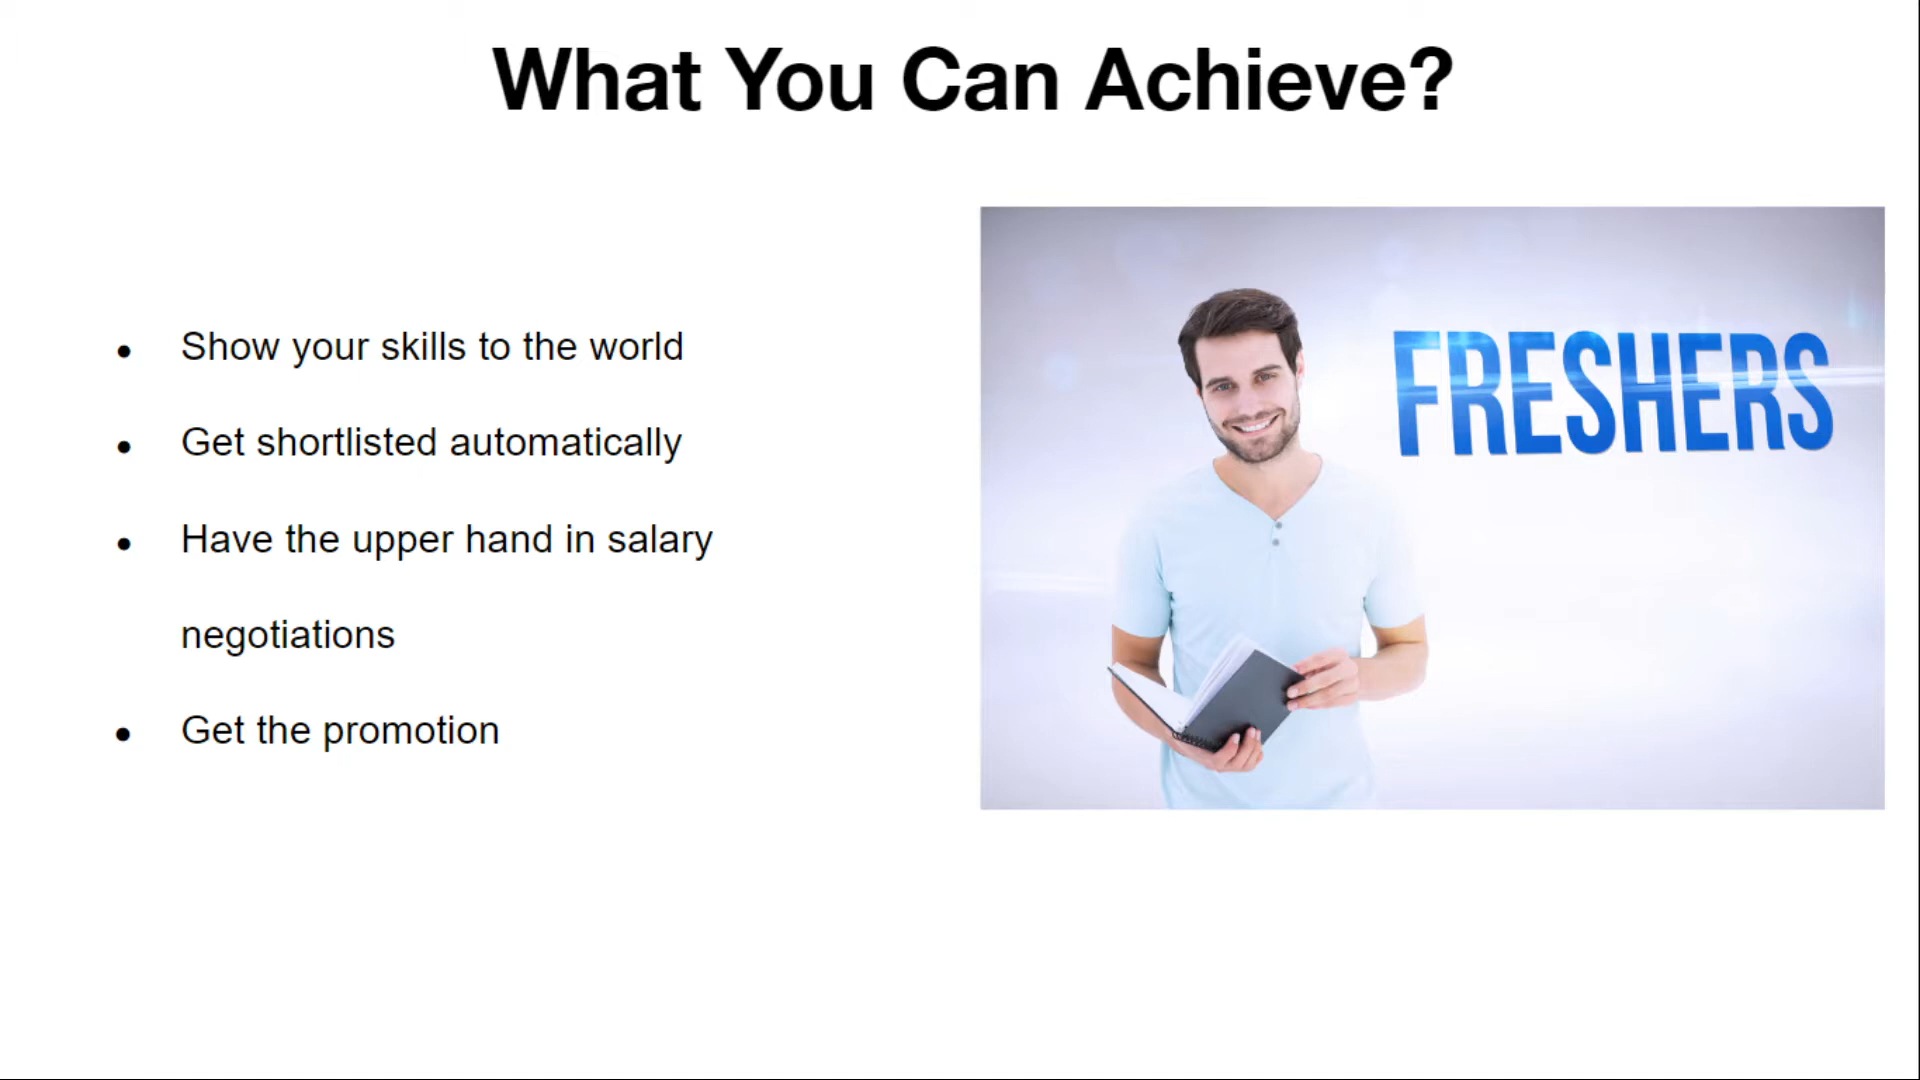 What You Can Achieve?
• Show your skills to the world
• Get shortlisted automatically
• Have the upper hand in salary
negotiations
• Get the promotion
FRESHERS